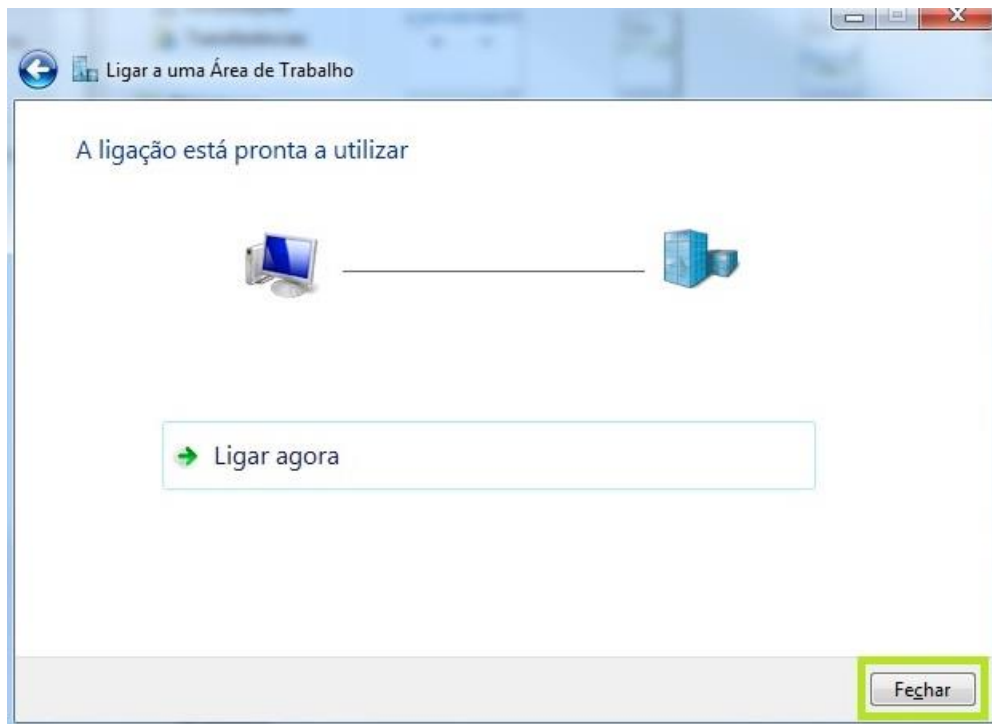 Ligar a uma Área de Trabalho
A ligação está pronta a utilizar
Ligar agora
Fechar